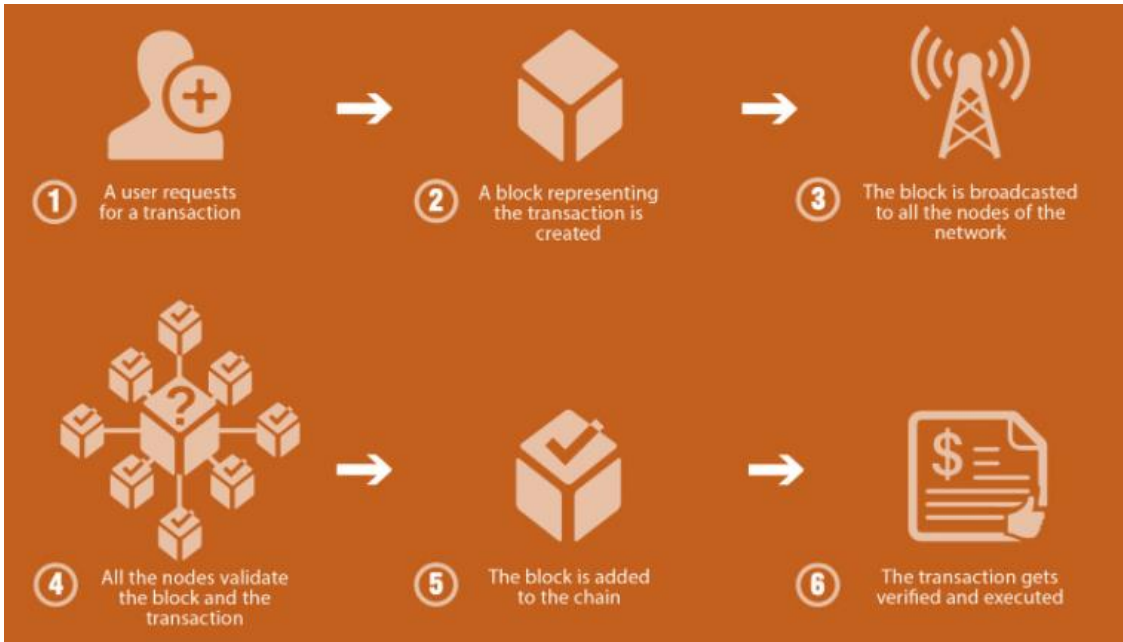 1
A user requests
for a transaction
2
A block representing
the transaction is
created
3
The block is broadcasted
to all the nodes of the
network
?
$
4
All the nodes validate
the block and the
transaction
5
The block is added
to the chain
6
The transaction gets
verified and executed